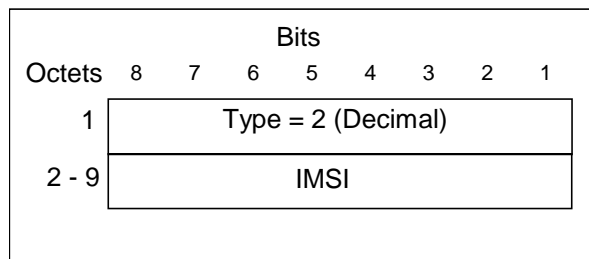 Bits
Octets 8 7 6 5 4 3 2 1
1 Type = 2 (Decimal)
2 - 9 IMSI